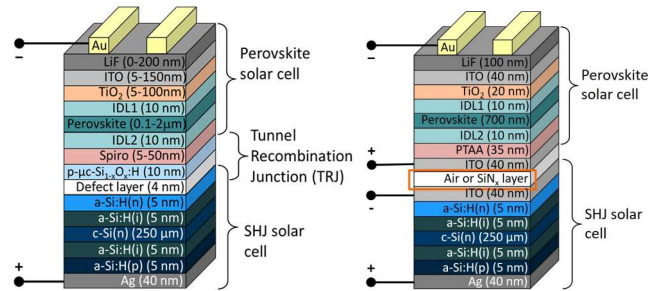 Au
−
LiF (0-200 nm)
ITO (5-150nm)
TiO₂ (5-100nm)
IDL1 (10 nm)
Perovskite (0.1-2μm)
IDL2 (10 nm)
Spiro (5-50nm)
p-μc-Si₁₋ₓOₓ:H (10 nm)
Defect layer (4 nm)
a-Si:H(n) (5 nm)
a-Si:H(i) (5 nm)
c-Si(n) (250 μm)
a-Si:H(i) (5 nm)
a-Si:H(p) (5 nm)
+
Ag (40 nm)
Perovskite
solar cell
Tunnel
Recombination
Junction (TRJ)
SHJ solar
cell
Au
−
LiF (100 nm)
ITO (40 nm)
TiO₂ (20 nm)
IDL1 (10 nm)
Perovskite (700 nm)
IDL2 (10 nm)
+
PTAA (35 nm)
ITO (40 nm)
Air or SiNₓ layer
ITO (40 nm)
-
a-Si:H(n) (5 nm)
a-Si:H(i) (5 nm)
c-Si(n) (250 μm)
a-Si:H(i) (5 nm)
a-Si:H(p) (5 nm)
+
Ag (40 nm)
Perovskite
solar cell
SHJ solar
cell